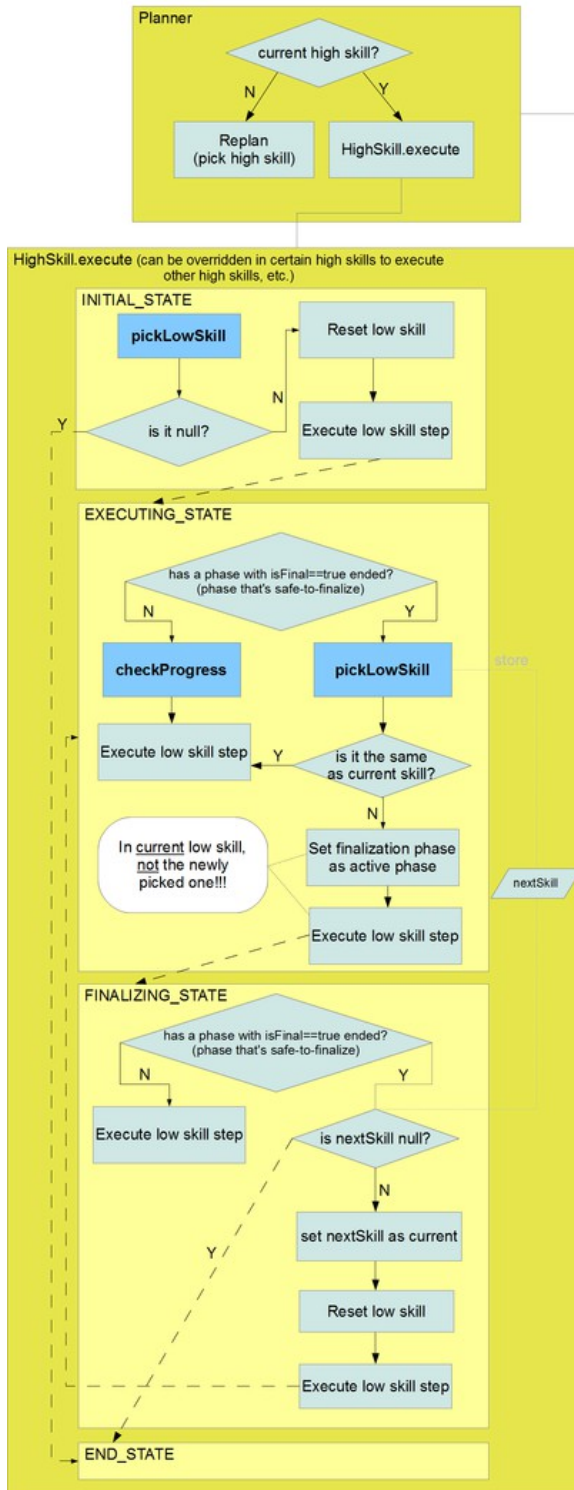 Planner
current high skill?
N
Y
Replan
(pick high skill)
HighSkill.execute
HighSkill.execute (can be overridden in certain high skills to execute
other high skills, etc.)
INITIAL_STATE
pickLowSkill
Reset low skill
N
Y
is it null?
Execute low skill step
EXECUTING_STATE
has a phase with isFinal==true ended?
(phase that's safe-to-finalize)
N
Y
checkProgress
pickLowSkill
store
Execute low skill step
Y
is it the same
as current skill?
N
In current low skill,
not the newly
picked one!!!
Set finalization phase
as active phase
nextSkill
Execute low skill step
FINALIZING_STATE
has a phase with isFinal==true ended?
(phase that's safe-to-finalize)
N
Y
Execute low skill step
is nextSkill null?
N
Y
set nextSkill as current
Reset low skill
Execute low skill step
END_STATE